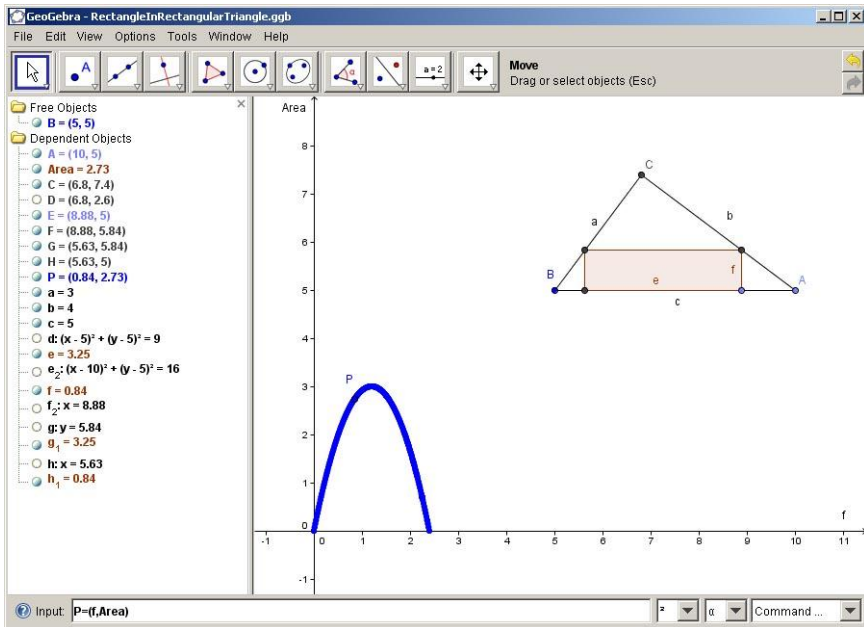 GeoGebra - RectangleInRectangularTriangle.ggb
File Edit View Options Tools Window Help
A
α
a = 2
Move
Drag or select objects (Esc)
Free Objects
B = (5, 5)
Dependent Objects
A = (10, 5)
Area = 2.73
C = (6.8, 7.4)
D = (6.8, 2.6)
E = (8.88, 5)
F = (8.88, 5.84)
G = (5.63, 5.84)
H = (5.63, 5)
P = (0.84, 2.73)
a = 3
b = 4
c = 5
d: (x - 5)² + (y - 5)² = 9
e = 3.25
e₂: (x - 10)² + (y - 5)² = 16
f = 0.84
f₂: x = 8.88
g: y = 5.84
g₁ = 3.25
h: x = 5.63
h₁ = 0.84
Area
8
7
6
5
4
3
2
1
0
-1
C
a
b
B
f
e
A
c
P
f
-1 0 1 2 3 4 5 6 7 8 9 10 11
Input: P=(f,Area)
²
α
Command ...